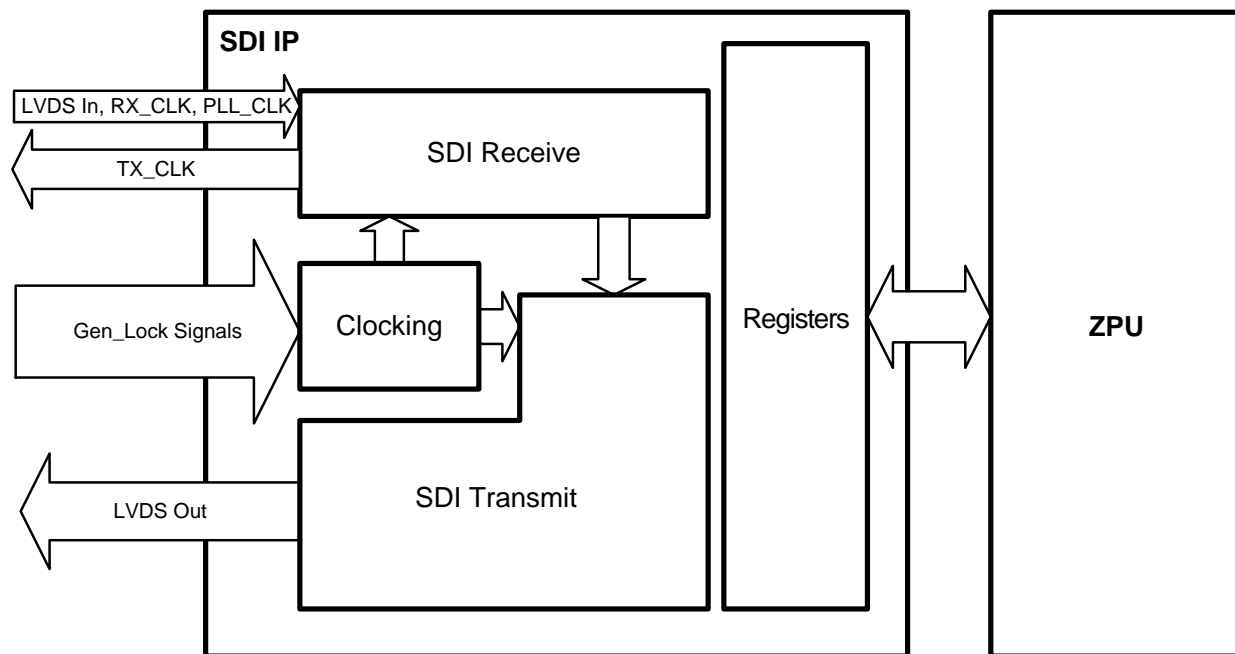 SDI IP
LVDS In, RX_CLK, PLL_CLK
SDI Receive
TX_CLK
Gen_Lock Signals
Clocking
Registers
ZPU
SDI Transmit
LVDS Out